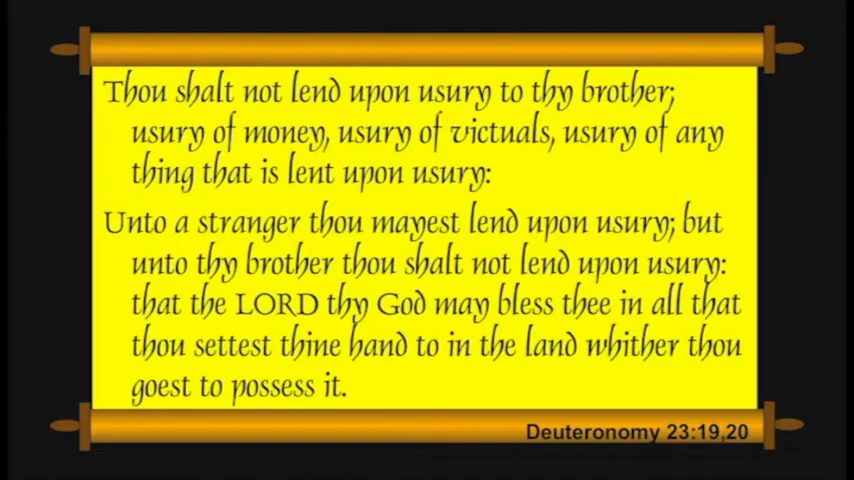 Thou shalt not lend upon usury to thy brother;
usury of money, usury of victuals, usury of any
thing that is lent upon usury:
Unto a stranger thou mayest lend upon usury; but
unto thy brother thou shalt not lend upon usury:
that the LORD thy God may bless thee in all that
thou settest thine hand to in the land whither thou
goest to possess it.
Deuteronomy 23:19,20